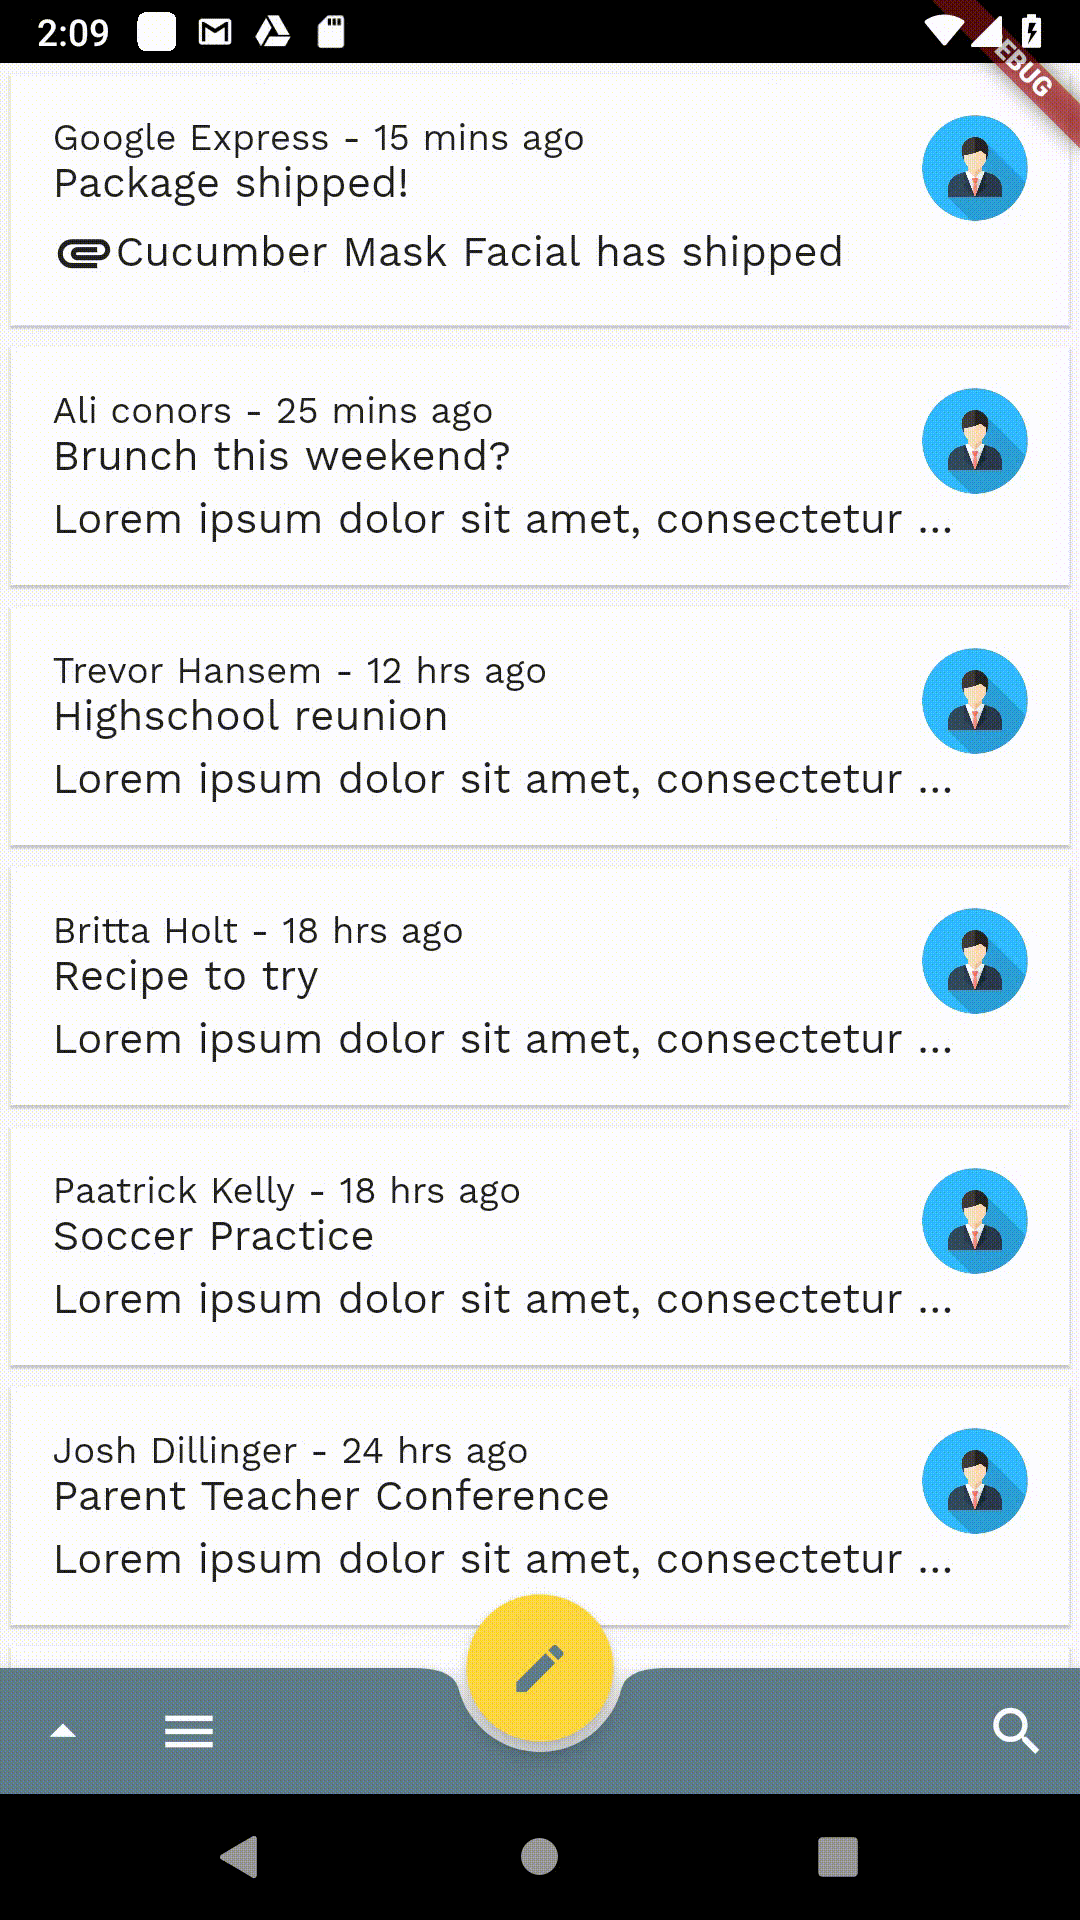 2:09
EBUG
Google Express - 15 mins ago
Package shipped!
Cucumber Mask Facial has shipped
Ali conors - 25 mins ago
Brunch this weekend?
Lorem ipsum dolor sit amet, consectetur ...
Trevor Hansem - 12 hrs ago
Highschool reunion
Lorem ipsum dolor sit amet, consectetur ...
Britta Holt - 18 hrs ago
Recipe to try
Lorem ipsum dolor sit amet, consectetur ...
Paatrick Kelly - 18 hrs ago
Soccer Practice
Lorem ipsum dolor sit amet, consectetur ...
Josh Dillinger - 24 hrs ago
Parent Teacher Conference
Lorem ipsum dolor sit amet, consectetur ...